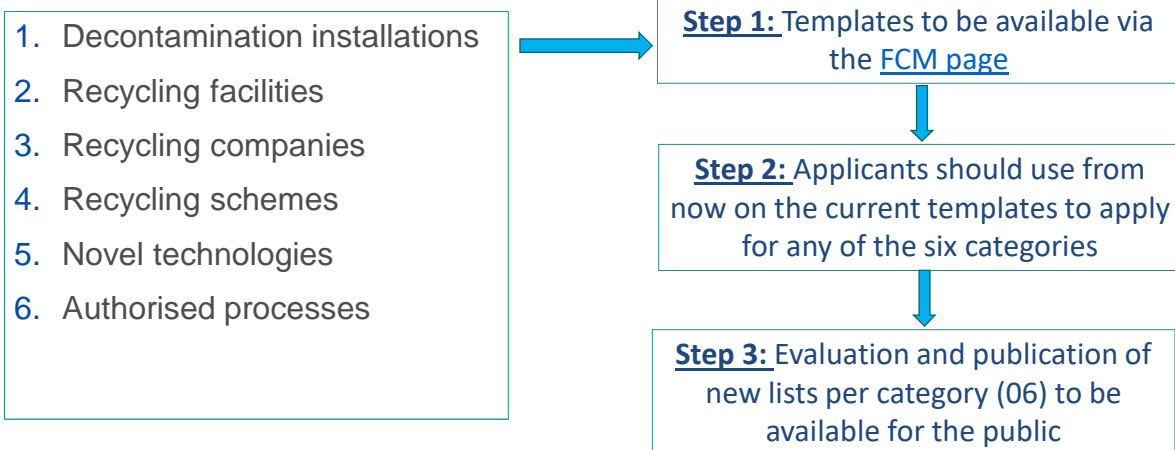 1. Decontamination installations
2. Recycling facilities
3. Recycling companies
4. Recycling schemes
5. Novel technologies
6. Authorised processes
Step 1: Templates to be available via
the FCM page
Step 2: Applicants should use from
now on the current templates to apply
for any of the six categories
Step 3: Evaluation and publication of
new lists per category (06) to be
available for the public